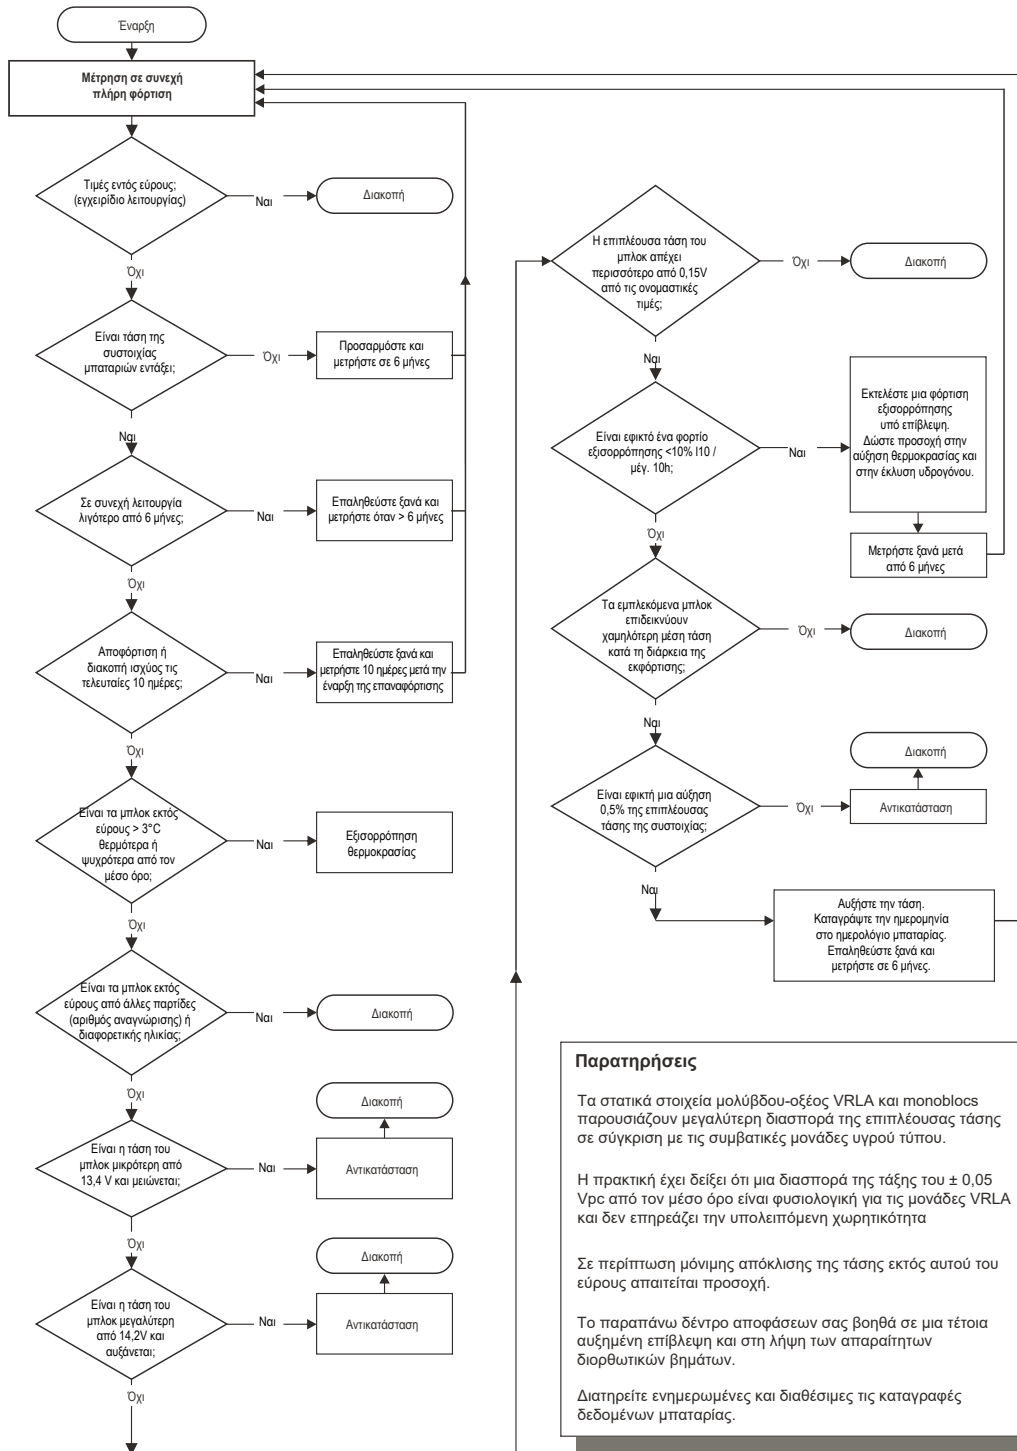 Έναρξη
Μέτρηση σε συνεχή
πλήρη φόρτιση
Τιμές εντός εύρους;
(εγχειρίδιο λειτουργίας)
Ναι
Διακοπή
Όχι
Είναι τάση της
συστοιχίας
μπαταριών εντάξει;
Όχι
Προσαρμόστε και
μετρήστε σε 6 μήνες
Ναι
Σε συνεχή λειτουργία
λιγότερο από 6 μήνες;
Ναι
Επαληθεύστε ξανά και
μετρήστε όταν > 6 μήνες
Όχι
Αποφόρτιση ή
διακοπή ισχύος τις
τελευταίες 10 ημέρες;
Ναι
Επαληθεύστε ξανά και
μετρήστε 10 ημέρες μετά την
έναρξη της επαναφόρτισης
Όχι
Είναι τα μπλοκ εκτός
εύρους > 3°C
θερμότερα ή
ψυχρότερα από τον
μέσο όρο;
Ναι
Εξισορρόπηση
θερμοκρασίας
Όχι
Είναι τα μπλοκ εκτός
εύρους από άλλες παρτίδες
(αριθμός αναγνώρισης) ή
διαφορετικής ηλικίας;
Ναι
Διακοπή
Όχι
Είναι η τάση του
μπλοκ μικρότερη από
13,4 V και μειώνεται;
Ναι
Αντικατάσταση
Διακοπή
Όχι
Είναι η τάση του
μπλοκ μεγαλύτερη
από 14,2V και
αυξάνεται;
Ναι
Αντικατάσταση
Διακοπή
Όχι
Η επιπλέουσα τάση του
μπλοκ απέχει
περισσότερο από 0,15V
από τις ονομαστικές
τιμές;
Όχι
Διακοπή
Ναι
Είναι εφικτό ένα φορτίο
εξισορρόπησης <10% I10 /
μέγ. 10h;
Ναι
Εκτελέστε μια φόρτιση
εξισορρόπησης
υπό επίβλεψη.
Δώστε προσοχή στην
αύξηση θερμοκρασίας και
στην έκλυση υδρογόνου.
Μετρήστε ξανά μετά
από 6 μήνες
Όχι
Τα εμπλεκόμενα μπλοκ
επιδεικνύουν
χαμηλότερη μέση τάση
κατά τη διάρκεια της
εκφόρτισης;
Όχι
Διακοπή
Ναι
Είναι εφικτή μια αύξηση
0,5% της επιπλέουσας
τάσης της συστοιχίας;
Όχι
Αντικατάσταση
Διακοπή
Ναι
Αυξήστε την τάση.
Καταγράψτε την ημερομηνία
στο ημερολόγιο μπαταρίας.
Επαληθεύστε ξανά και
μετρήστε σε 6 μήνες.
Παρατηρήσεις
Τα στατικά στοιχεία μολύβδου-οξέος VRLA και monoblocs
παρουσιάζουν μεγαλύτερη διασπορά της επιπλέουσας τάσης
σε σύγκριση με τις συμβατικές μονάδες υγρού τύπου.
Η πρακτική έχει δείξει ότι μια διασπορά της τάξης του ± 0,05
Vpc από τον μέσο όρο είναι φυσιολογική για τις μονάδες VRLA
και δεν επηρεάζει την υπολειπόμενη χωρητικότητα
Σε περίπτωση μόνιμης απόκλισης της τάσης εκτός αυτού του
εύρους απαιτείται προσοχή.
Το παραπάνω δέντρο αποφάσεων σας βοηθά σε μια τέτοια
αυξημένη επίβλεψη και στη λήψη των απαραίτητων
διορθωτικών βημάτων.
Διατηρείτε ενημερωμένες και διαθέσιμες τις καταγραφές
δεδομένων μπαταρίας.